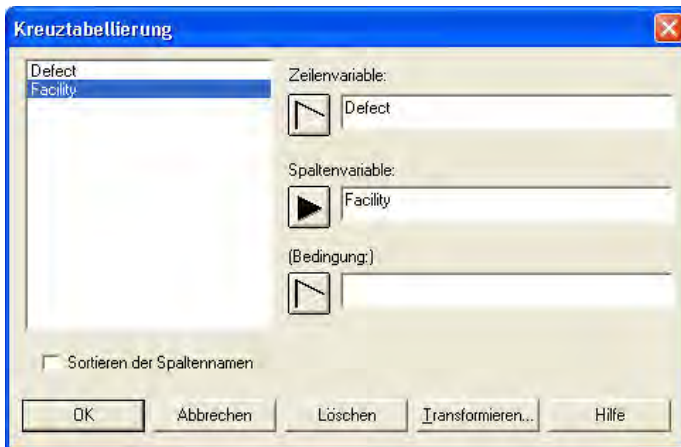 Kreuztabellierung
Defect
Facility
Zeilenvariable:
Defect
Spaltenvariable:
Facility
(Bedingung:)
Sortieren der Spaltennamen
OK
Abbrechen
Löschen
Transformieren...
Hilfe